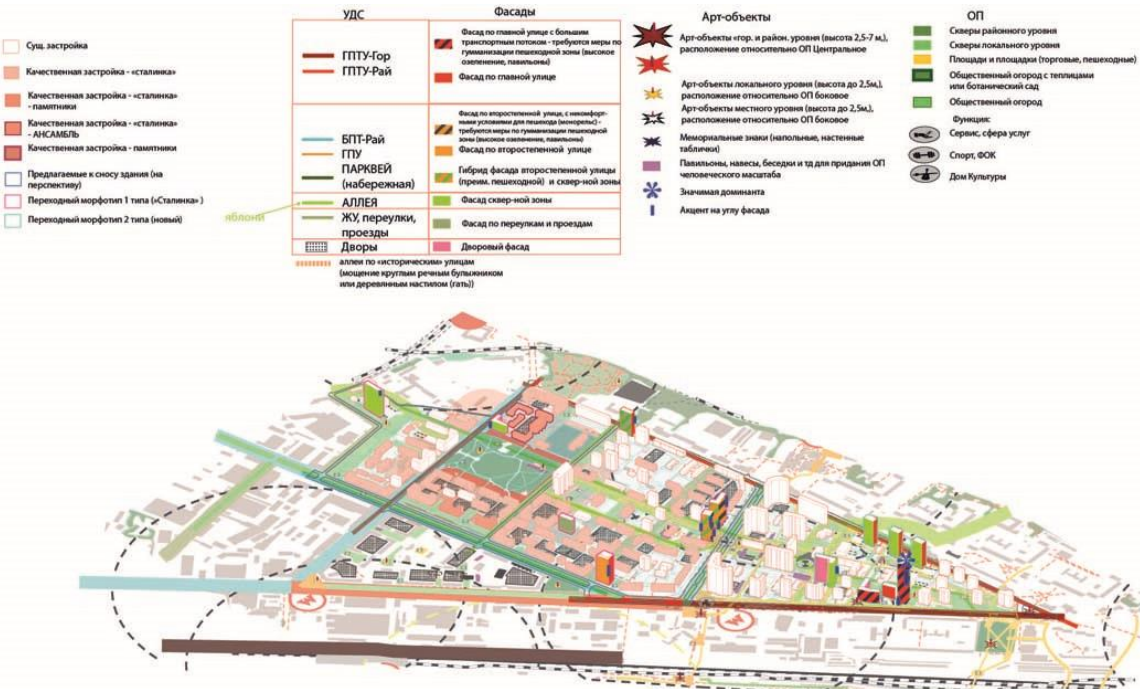 Сущ. застройка
Качественная застройка - «сталинка»
Качественная застройка - «сталинка»
- памятники
Качественная застройка - «сталинка»
- АНСАМБЛЬ
Качественная застройка - памятники
Предлагаемые к сносу здания (на
перспективу)
Переходный морфотип 1 типа («Сталинка» )
Переходный морфотип 2 типа (новый)
яблони
УДС
ГПТУ-Гор
ГПТУ-Рай
БПТ-Рай
ГПУ
ПАРКВЕЙ
(набережная)
АЛЛЕЯ
ЖУ, переулки,
проезды
Дворы
аллеи по «историческим» улицам
(мощение круглым речным булыжником
или деревянным настилом (гать))
Фасады
Фасад по главной улице с большим
транспортным потоком - требуются меры по
гуманизации пешеходной зоны (высокое
озеленение, павильоны)
Фасад по главной улице
Фасад по второстепенной улице, с некомфорт-
ными условиями для пешехода (монорельс) -
требуются меры по гуманизации пешеходной
зоны (высокое озеленение, павильоны)
Фасад по второстепенной улице
Гибрид фасада второстепенной улицы
(преим. пешеходной) и сквер-ной зоны
Фасад сквер-ной зоны
Фасад по переулкам и проездам
Дворовый фасад
Арт-объекты
Арт-объекты «гор. и район. уровня (высота 2,5-7 м,),
расположение относительно ОП Центральное
Арт-объекты локального уровня (высота до 2,5м,),
расположение относительно ОП боковое
Арт-объекты местного уровня (высота до 2,5м,),
расположение относительно ОП боковое
Мемориальные знаки (напольные, настенные
таблички)
Павильоны, навесы, беседки и тд для придания ОП
человеческого масштаба
Значимая доминанта
Акцент на углу фасада
ОП
Скверы районного уровня
Скверы локального уровня
Площади и площадки (торговые, пешеходные)
Общественный огород с теплицами
или ботанический сад
Общественный огород
Функция:
Сервис, сфера услуг
Спорт, ФОК
Дом Культуры